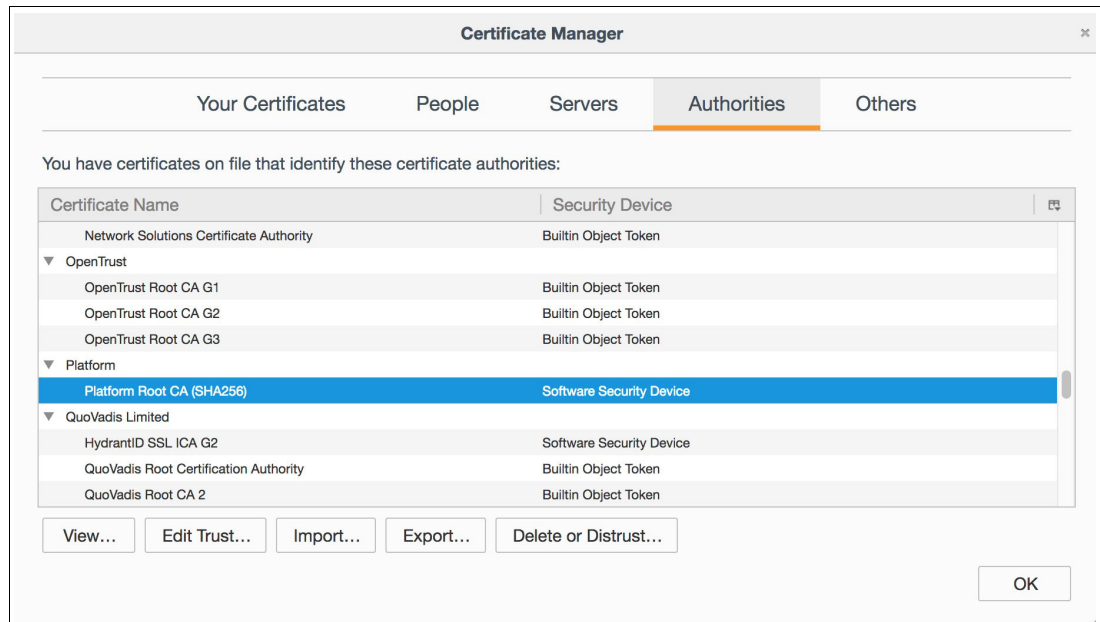 Certificate Manager
Your Certificates People Servers Authorities Others
You have certificates on file that identify these certificate authorities:
Certificate Name Security Device
Network Solutions Certificate Authority Builtin Object Token
OpenTrust
OpenTrust Root CA G1 Builtin Object Token
OpenTrust Root CA G2 Builtin Object Token
OpenTrust Root CA G3 Builtin Object Token
Platform
Platform Root CA (SHA256) Software Security Device
QuoVadis Limited
HydrantID SSL ICA G2 Software Security Device
QuoVadis Root Certification Authority Builtin Object Token
QuoVadis Root CA 2 Builtin Object Token
View... Edit Trust... Import... Export... Delete or Distrust...
OK